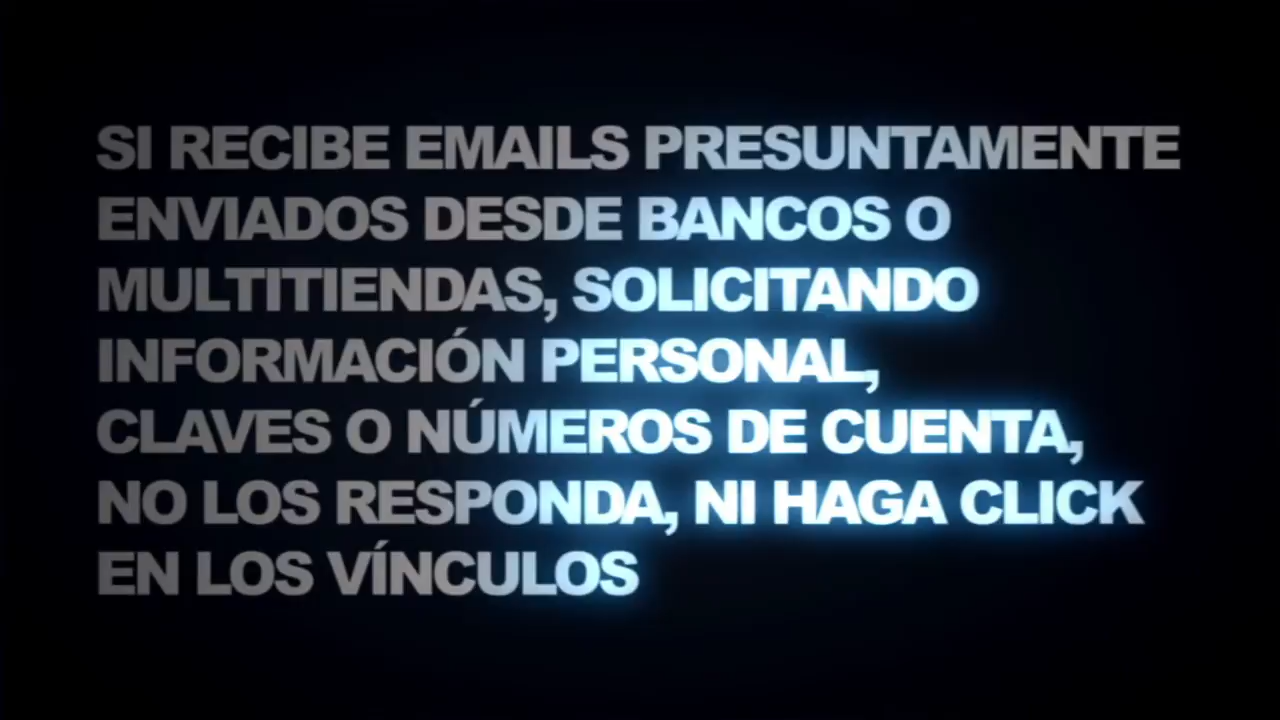 SI RECIBE EMAILS PRESUNTAMENTE
ENVIADOS DESDE BANCOS O
MULTITIENDAS, SOLICITANDO
INFORMACIÓN PERSONAL,
CLAVES O NÚMEROS DE CUENTA,
NO LOS RESPONDA, NI HAGA CLICK
EN LOS VÍNCULOS